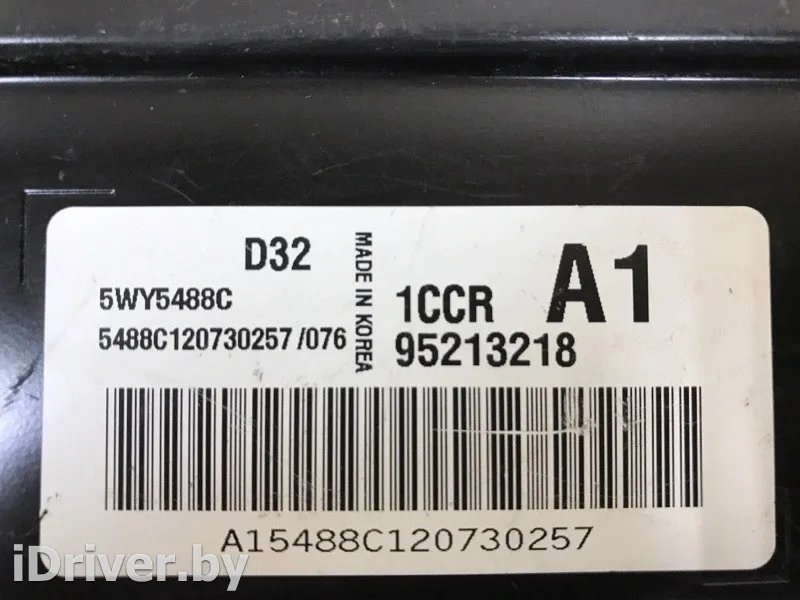 D32
5WY5488C
5488C120730257 /076
MADE IN KOREA
1CCR A1
95213218
A15488C120730257
iDriver.by